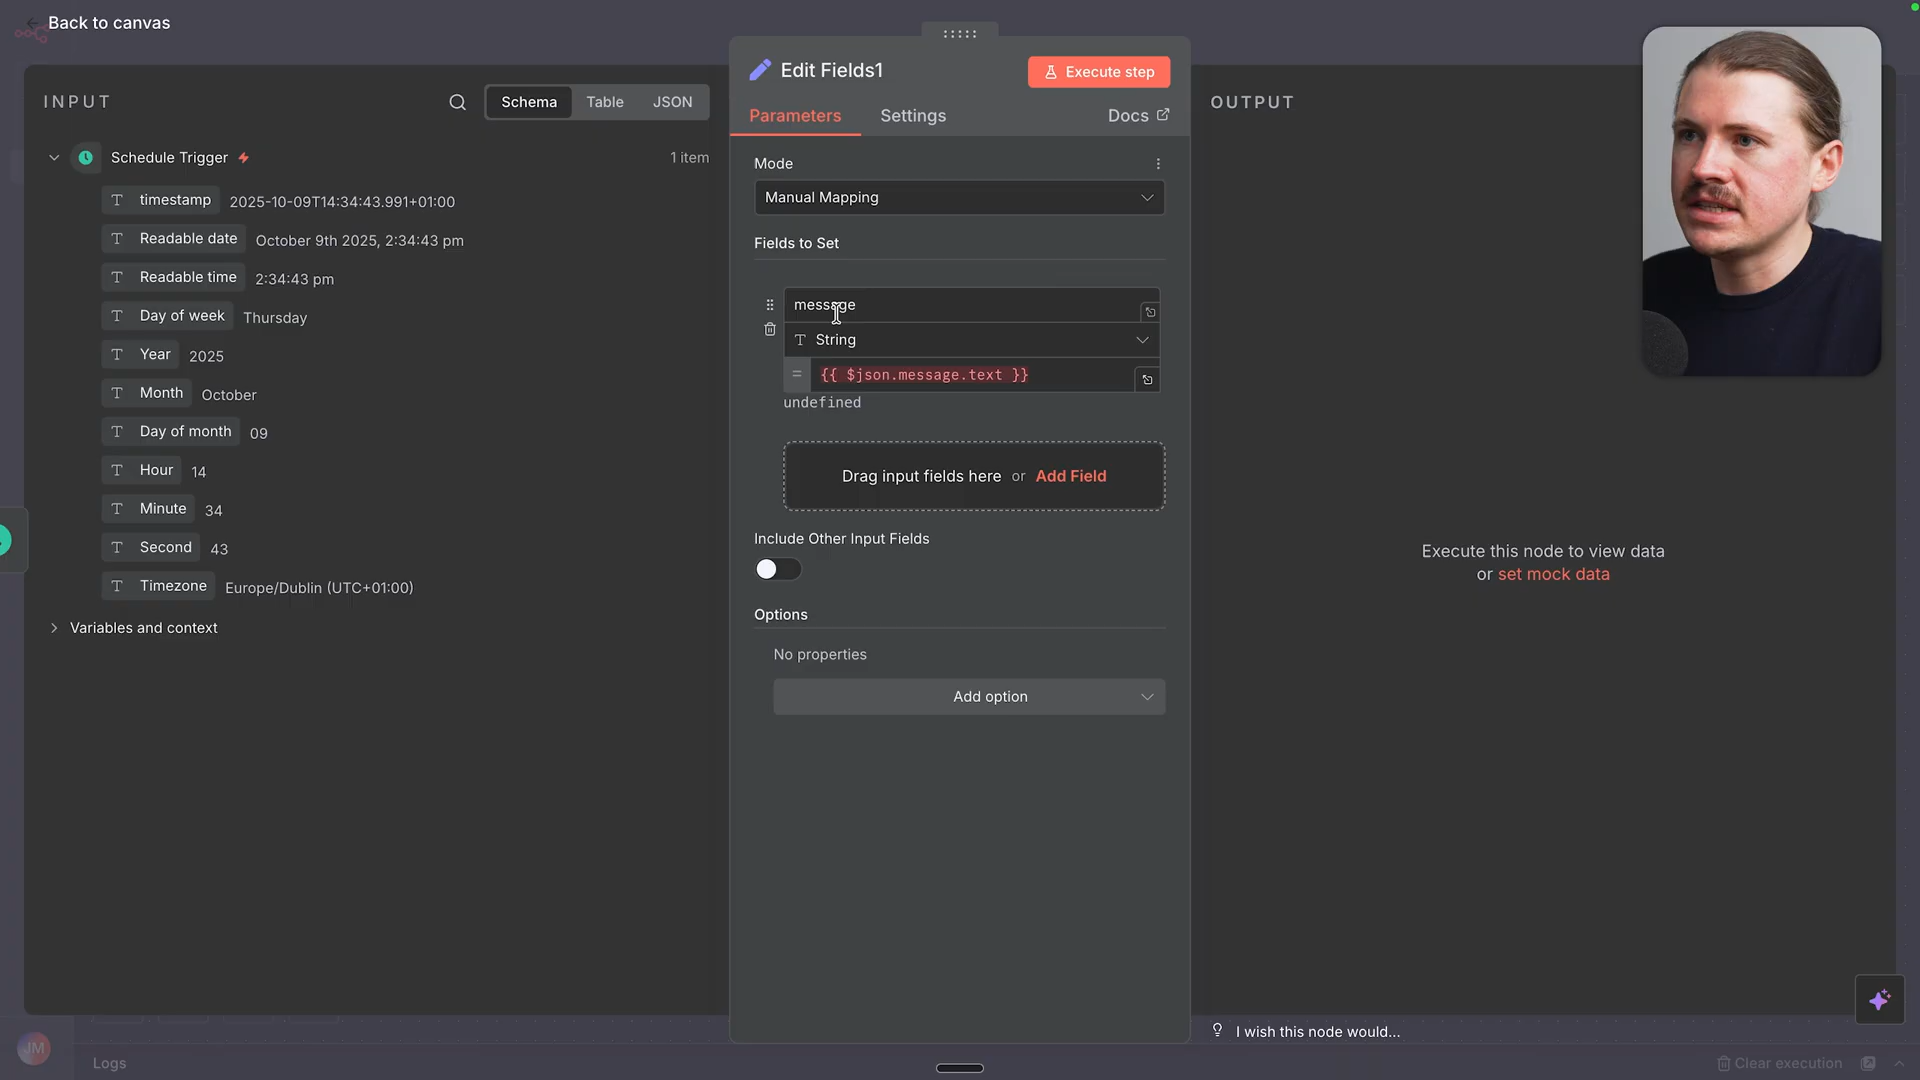 Back to canvas
INPUT
Schema
Table
JSON
Schedule Trigger
1 item
T timestamp 2025-10-09T14:34:43.991+01:00
T Readable date October 9th 2025, 2:34:43 pm
T Readable time 2:34:43 pm
T Day of week Thursday
T Year 2025
T Month October
T Day of month 09
T Hour 14
T Minute 34
T Second 43
T Timezone Europe/Dublin (UTC+01:00)
Variables and context
Edit Fields1
Execute step
Parameters
Settings
Docs
Mode
Manual Mapping
Fields to Set
message
T String
= {{ $json.message.text }}
undefined
Drag input fields here or Add Field
Include Other Input Fields
Options
No properties
Add option
OUTPUT
Execute this node to view data
or set mock data
I wish this node would...
JM
Logs
Clear execution